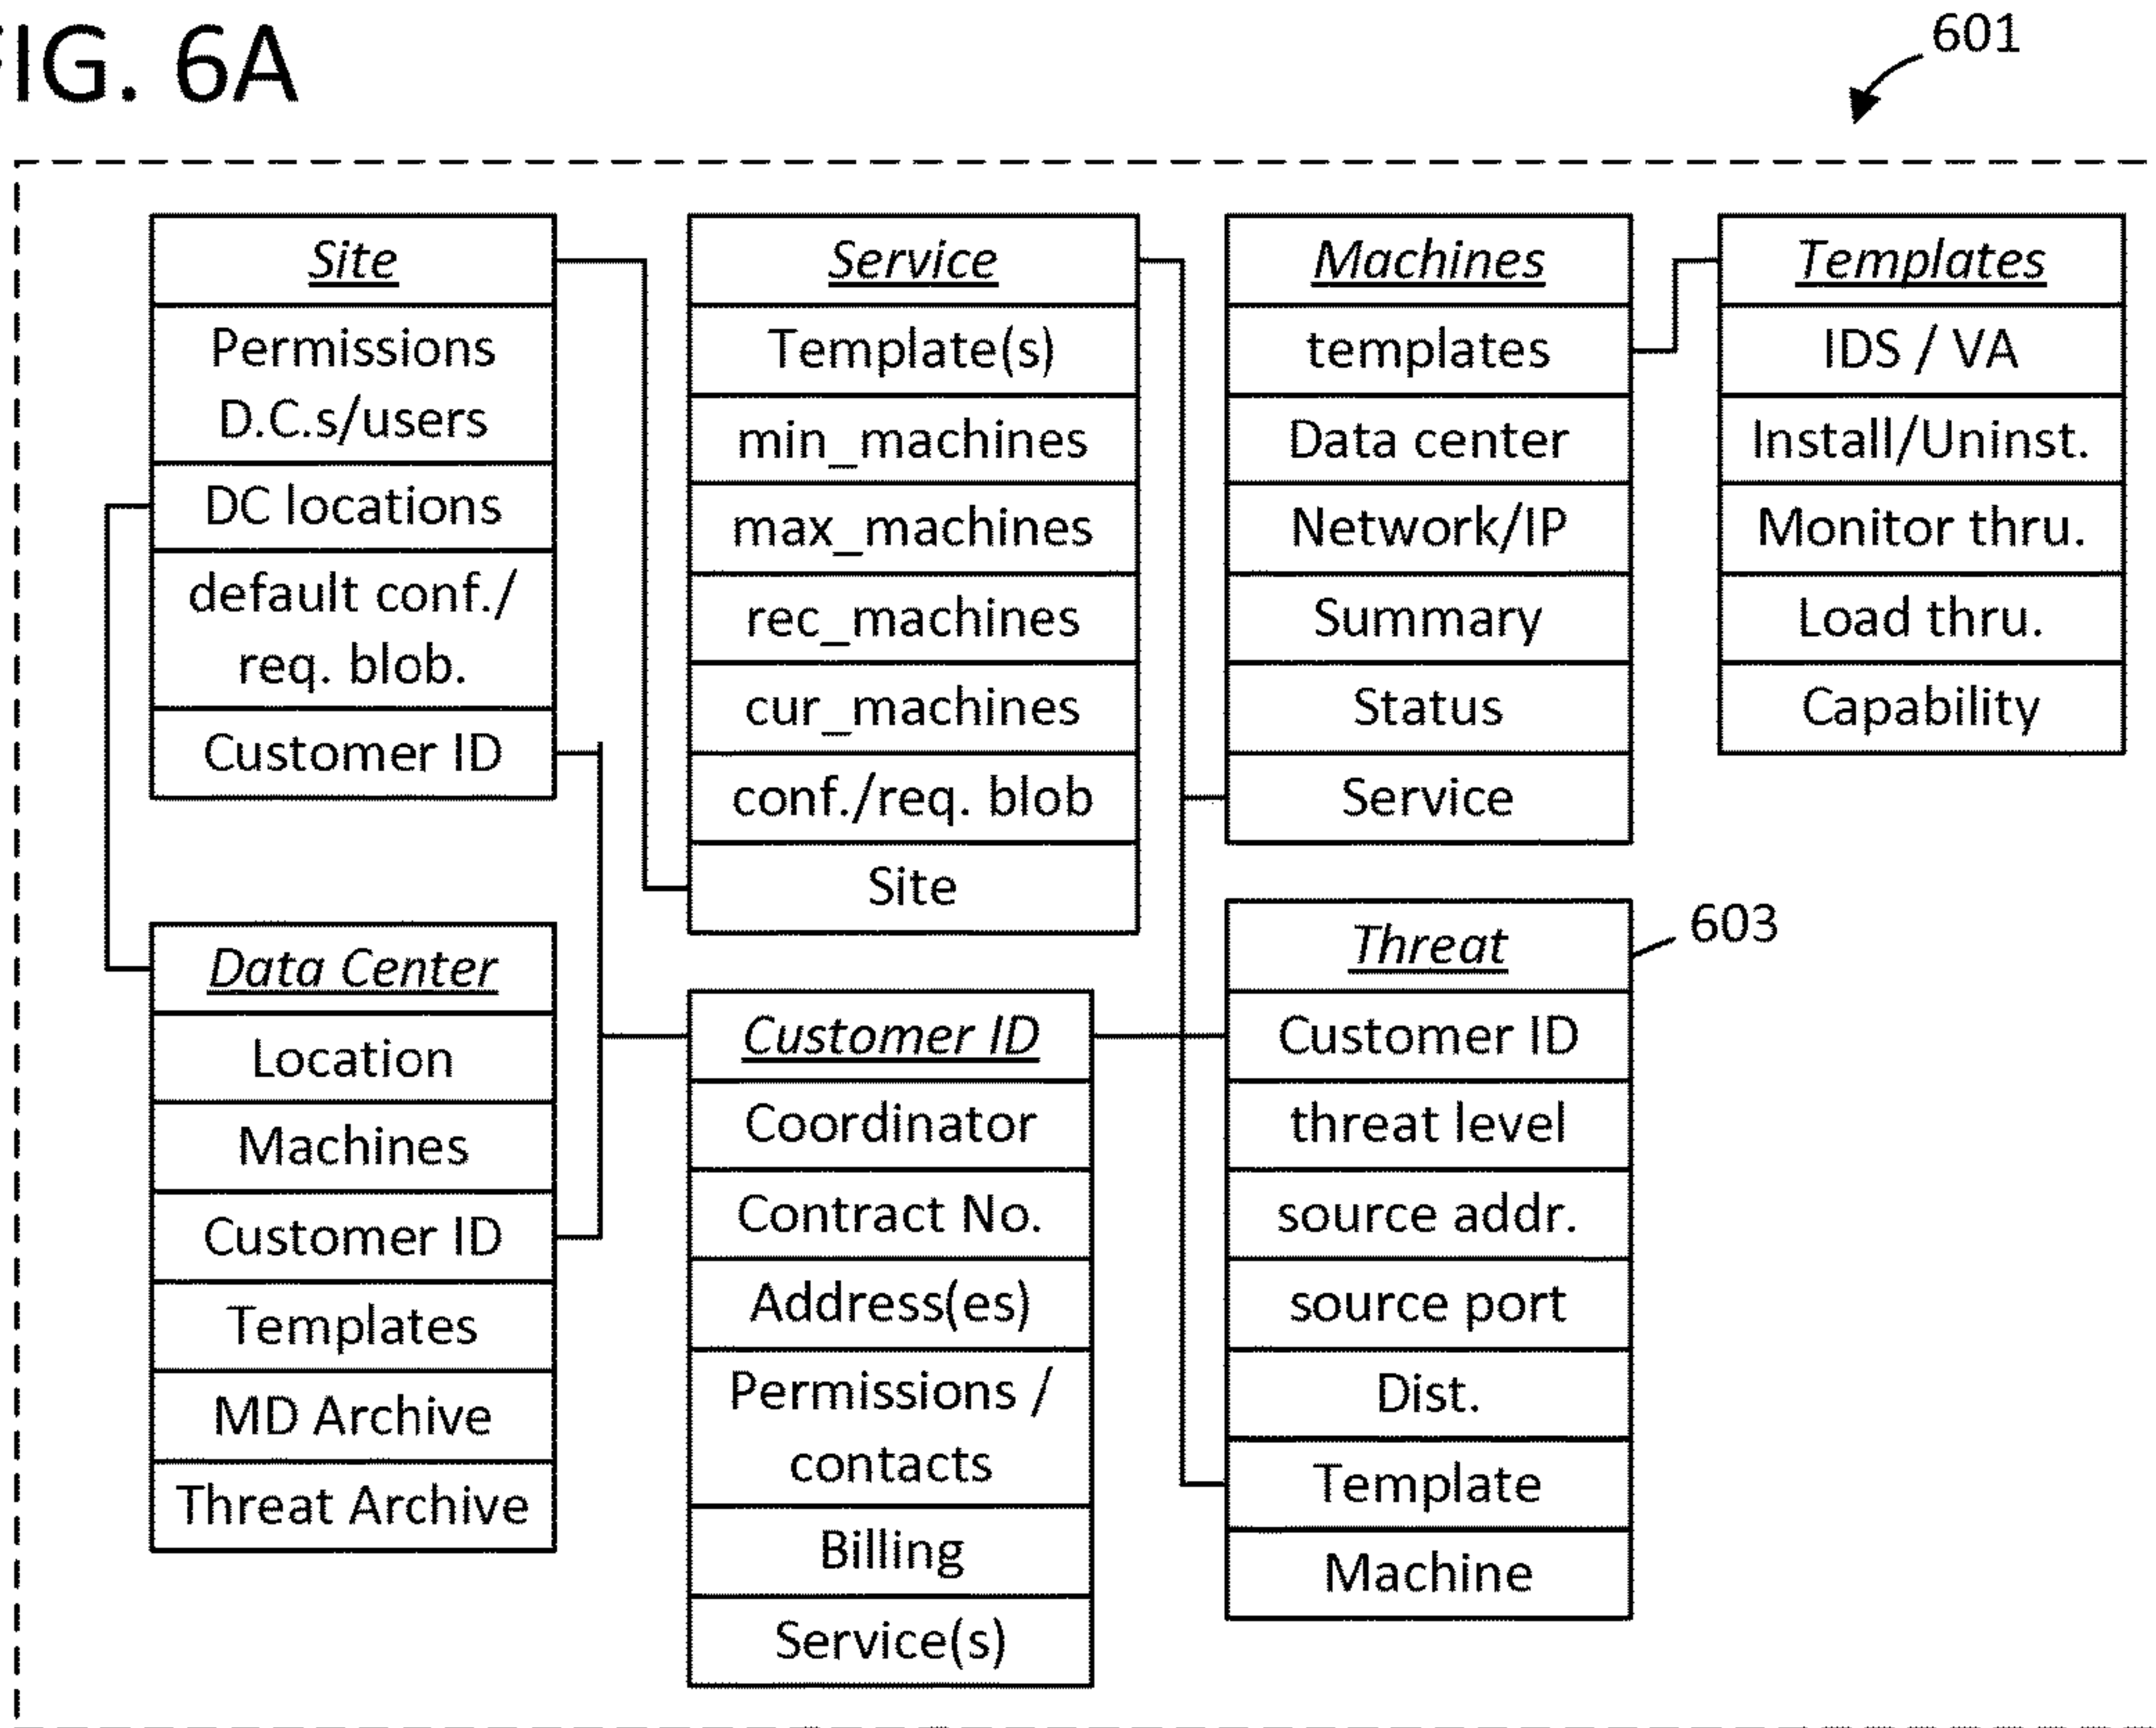 FIG. 6A
601
Site
Permissions
D.C.s/users
DC locations
default conf./
req. blob.
Customer ID
Service
Template(s)
min_machines
max_machines
rec_machines
cur_machines
conf./req. blob
Site
Machines
templates
Data center
Network/IP
Summary
Status
Service
Templates
IDS / VA
Install/Uninst.
Monitor thru.
Load thru.
Capability
Data Center
Location
Machines
Customer ID
Templates
MD Archive
Threat Archive
Customer ID
Coordinator
Contract No.
Address(es)
Permissions /
contacts
Billing
Service(s)
603
Threat
Customer ID
threat level
source addr.
source port
Dist.
Template
Machine